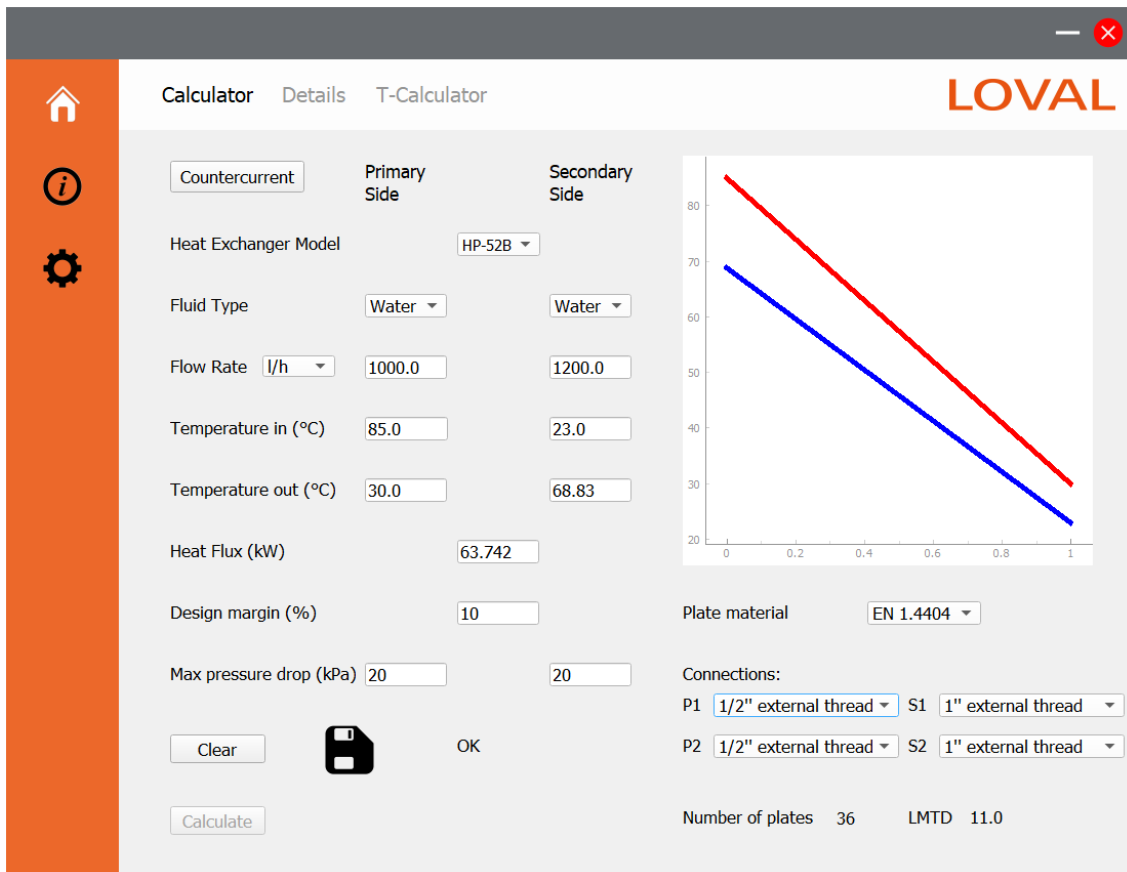 Calculator Details T-Calculator LOVAL
Countercurrent Primary Side Secondary Side
Heat Exchanger Model HP-52B
Fluid Type Water Water
Flow Rate l/h 1000.0 1200.0
Temperature in (°C) 85.0 23.0
Temperature out (°C) 30.0 68.83
Heat Flux (kW) 63.742
Design margin (%) 10
Max pressure drop (kPa) 20 20
Clear OK
Calculate
80
70
60
50
40
30
20
0 0.2 0.4 0.6 0.8 1
Plate material EN 1.4404
Connections:
P1 1/2" external thread S1 1" external thread
P2 1/2" external thread S2 1" external thread
Number of plates 36 LMTD 11.0